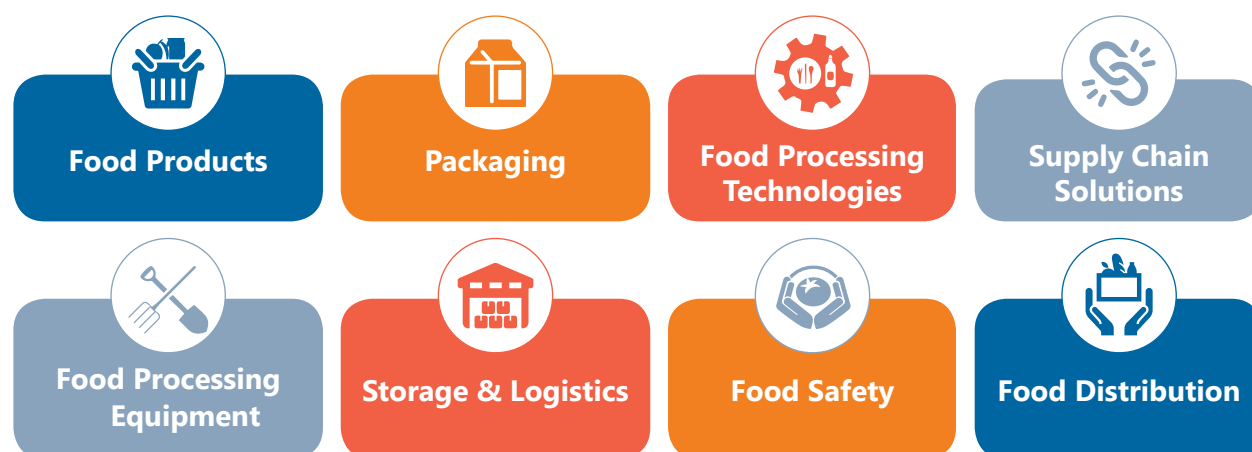 Food Products
Packaging
Food Processing
Technologies
Supply Chain
Solutions
Food Processing
Equipment
Storage & Logistics
Food Safety
Food Distribution